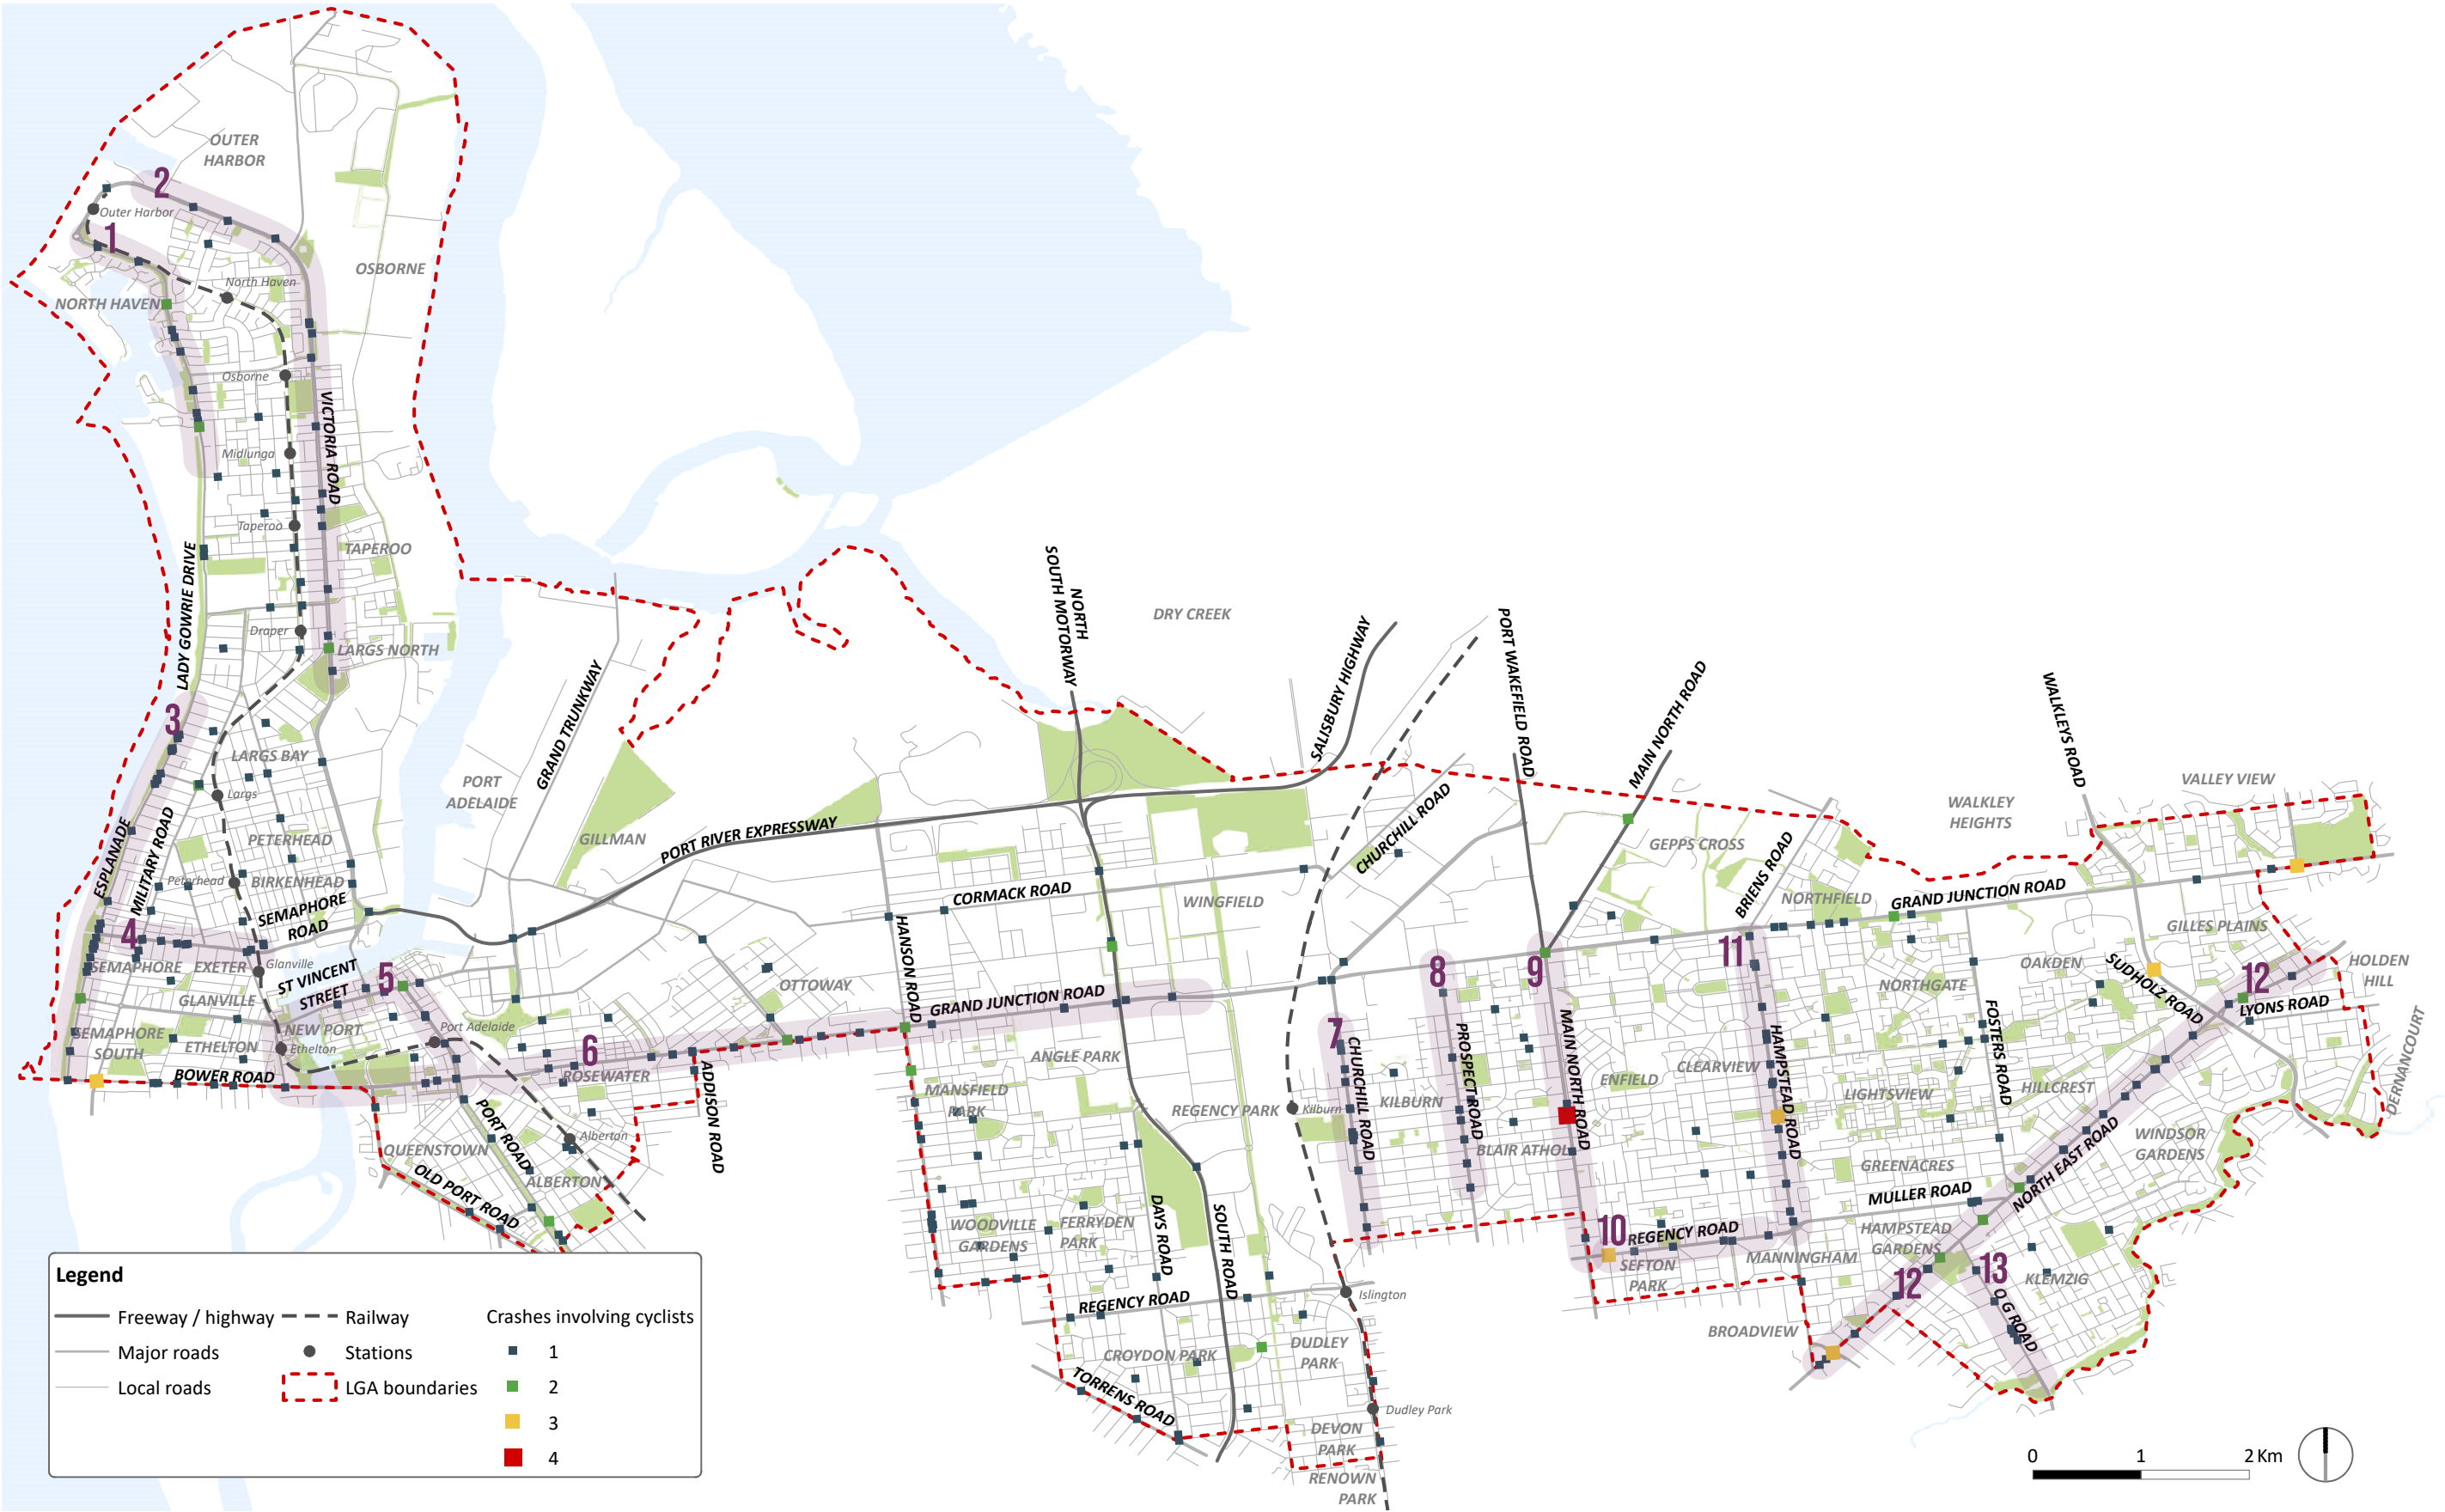 OUTER
HARBOR
2
Outer Harbor
1
OSBORNE
North Haven
NORTH HAVEN
Osborne
VICTORIA ROAD
Midlunga
Taperoo
TAPEROO
LADY GOWRIE DRIVE
Draper
LARGS NORTH
3
LARGS BAY
Largs
ESPLANADE
MILITARY ROAD
PETERHEAD
Peterhead
BIRKENHEAD
SEMAPHORE
ROAD
4
SEMAPHORE
EXETER
Glanville
ST VINCENT
STREET
5
GLANVILLE
NEW PORT
Port Adelaide
SEMAPHORE
SOUTH
ETHELTON
Ethelton
BOWER ROAD
PORT
ADELAIDE
GRAND TRUNKWAY
GILLMAN
PORT RIVER EXPRESSWAY
6
ROSEWATER
ADDISON ROAD
PORT ROAD
Alberton
QUEENSTOWN
OLD PORT ROAD
ALBERTON
OTTOWAY
HANSON ROAD
CORMACK ROAD
GRAND JUNCTION ROAD
WINGFIELD
NORTH
SOUTH MOTORWAY
DRY CREEK
SALISBURY HIGHWAY
CHURCHILL ROAD
PORT WAKEFIELD ROAD
MAIN NORTH ROAD
ANGLE PARK
MANSFIELD
PARK
REGENCY PARK
Kilburn
7
CHURCHILL ROAD
KILBURN
8
PROSPECT ROAD
9
MAIN NORTH ROAD
BLAIR ATHOL
ENFIELD
CLEARVIEW
GEPPS CROSS
BRIENS ROAD
11
HAMPSTEAD ROAD
NORTHFIELD
GRAND JUNCTION ROAD
WALKLEY
HEIGHTS
WALKLEYS ROAD
VALLEY VIEW
GILLES PLAINS
OAKDEN
SUDHOLZ ROAD
12
HOLDEN
HILL
LYONS ROAD
NORTHGATE
FOSTERS ROAD
LIGHTSVIEW
HILLCREST
DERNANCOURT
WINDSOR
GARDENS
NORTH EAST ROAD
GREENACRES
MULLER ROAD
HAMPSTEAD
GARDENS
MANNINGHAM
10
REGENCY ROAD
SEFTON
PARK
BROADVIEW
12
13
KLEMZIG
O G ROAD
WOODVILLE
GARDENS
FERRYDEN
PARK
DAYS ROAD
SOUTH ROAD
REGENCY ROAD
Islington
DUDLEY
PARK
CROYDON PARK
TORRENS ROAD
Dudley Park
DEVON
PARK
RENOWN
PARK
Legend
Freeway / highway
Railway
Crashes involving cyclists
Major roads
Stations
1
Local roads
LGA boundaries
2
3
4
0 1 2 Km